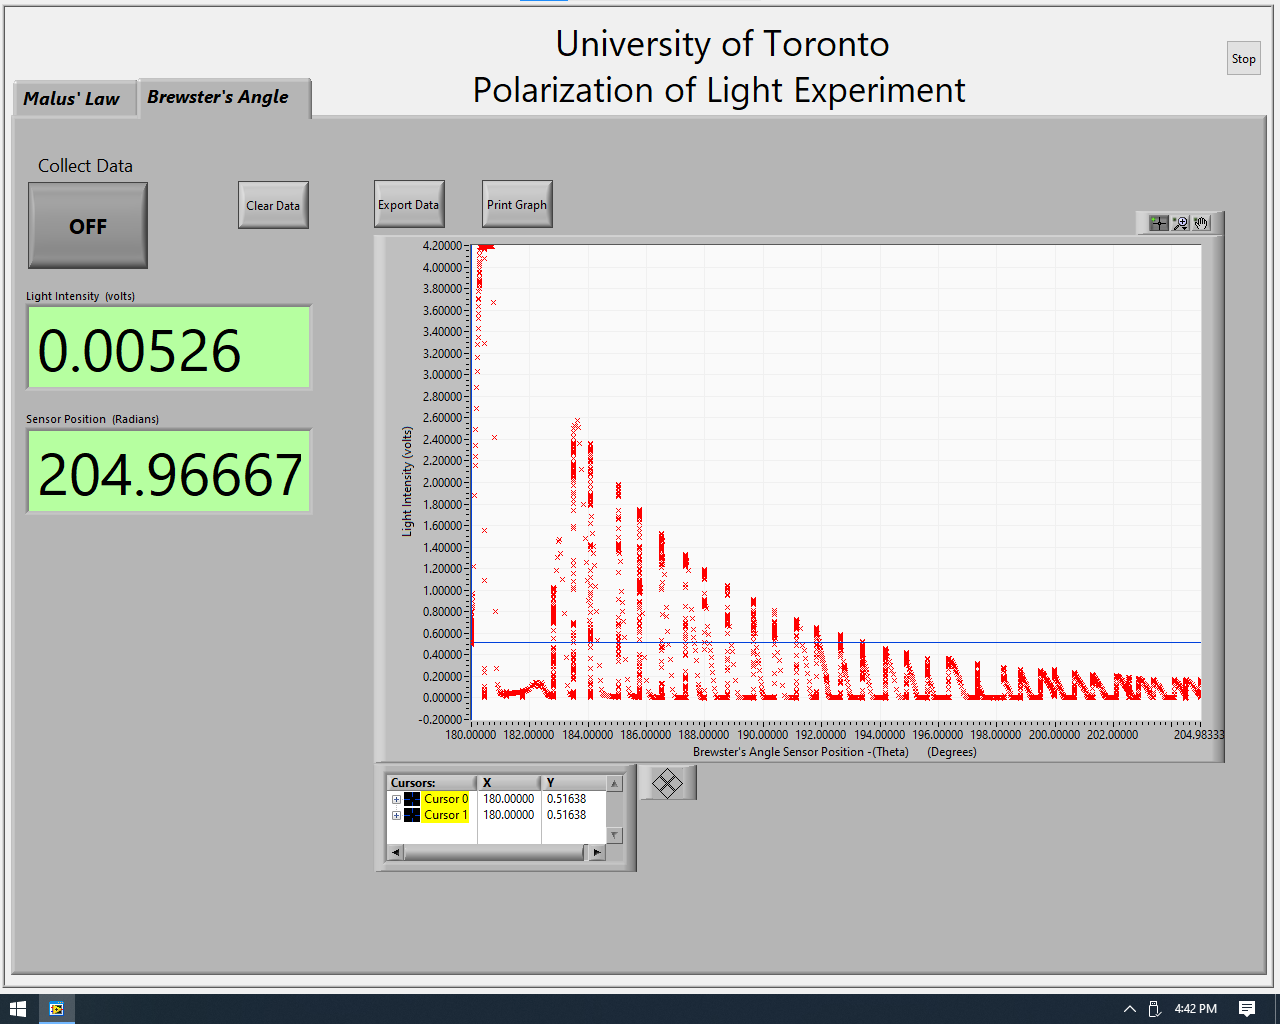 University of Toronto
Polarization of Light Experiment
Stop
Malus' Law
Brewster's Angle
Collect Data
OFF
Clear Data
Export Data
Print Graph
Light Intensity (volts)
0.00526
Sensor Position (Radians)
204.96667
4.20000
4.00000
3.80000
3.60000
3.40000
3.20000
3.00000
2.80000
2.60000
2.40000
2.20000
2.00000
1.80000
1.60000
1.40000
1.20000
1.00000
0.80000
0.60000
0.40000
0.20000
0.00000
-0.20000
Light Intensity (volts)
180.00000 182.00000 184.00000 186.00000 188.00000 190.00000 192.00000 194.00000 196.00000 198.00000 200.00000 202.00000 204.98333
Brewster's Angle Sensor Position -(Theta) (Degrees)
Cursors: X Y
Cursor 0 180.00000 0.51638
Cursor 1 180.00000 0.51638
4:42 PM